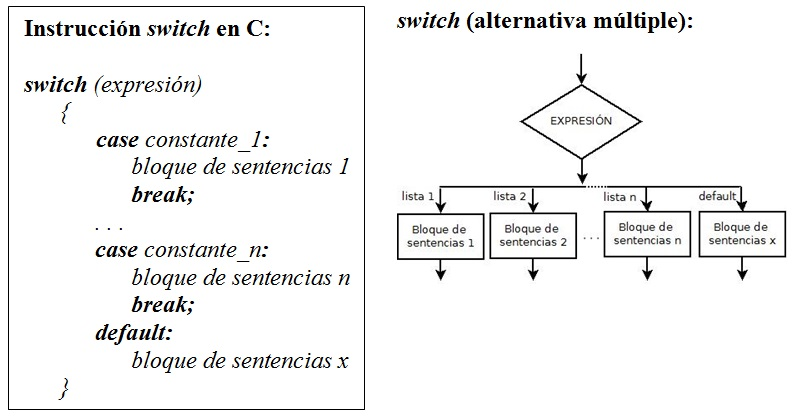 Instrucción switch en C:
switch (expresión)
{
case constante_1:
bloque de sentencias 1
break;
. . .
case constante_n:
bloque de sentencias n
break;
default:
bloque de sentencias x
}
switch (alternativa múltiple):
EXPRESIÓN
lista 1
lista 2
lista n
default
Bloque de
sentencias 1
Bloque de
sentencias 2
. . .
Bloque de
sentencias n
Bloque de
sentencias x